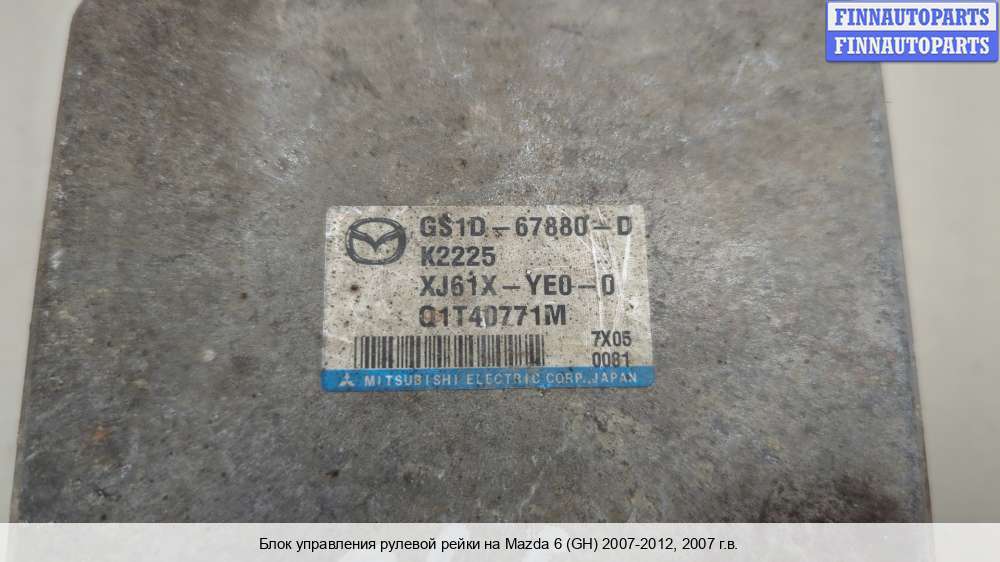 FINNAUTOPARTS
FINNAUTOPARTS
GS1D-67880-D
K2225
XJ61X-YE0-0
Q1T40771M
7X05
0081
MITSUBISHI ELECTRIC CORP., JAPAN
Блок управления рулевой рейки на Mazda 6 (GH) 2007-2012, 2007 г.в.